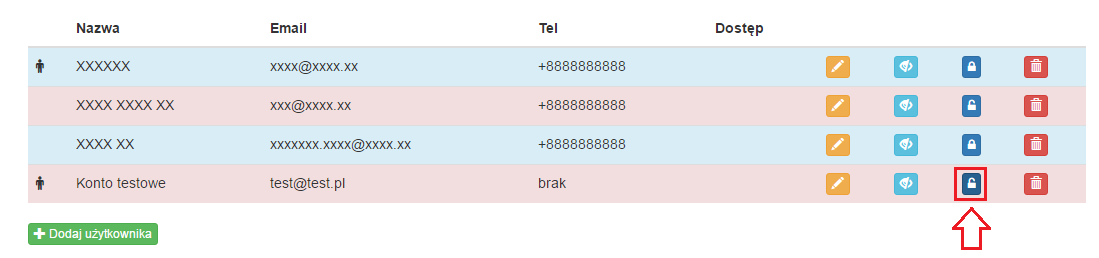 Nazwa Email Tel Dostęp
XXXXXX xxxx@xxxx.xx +8888888888
XXXX XXXX XX xxx@xxxx.xx +8888888888
XXXX XX xxxxxxx.xxxx@xxxx.xx +8888888888
Konto testowe test@test.pl brak
Dodaj użytkownika